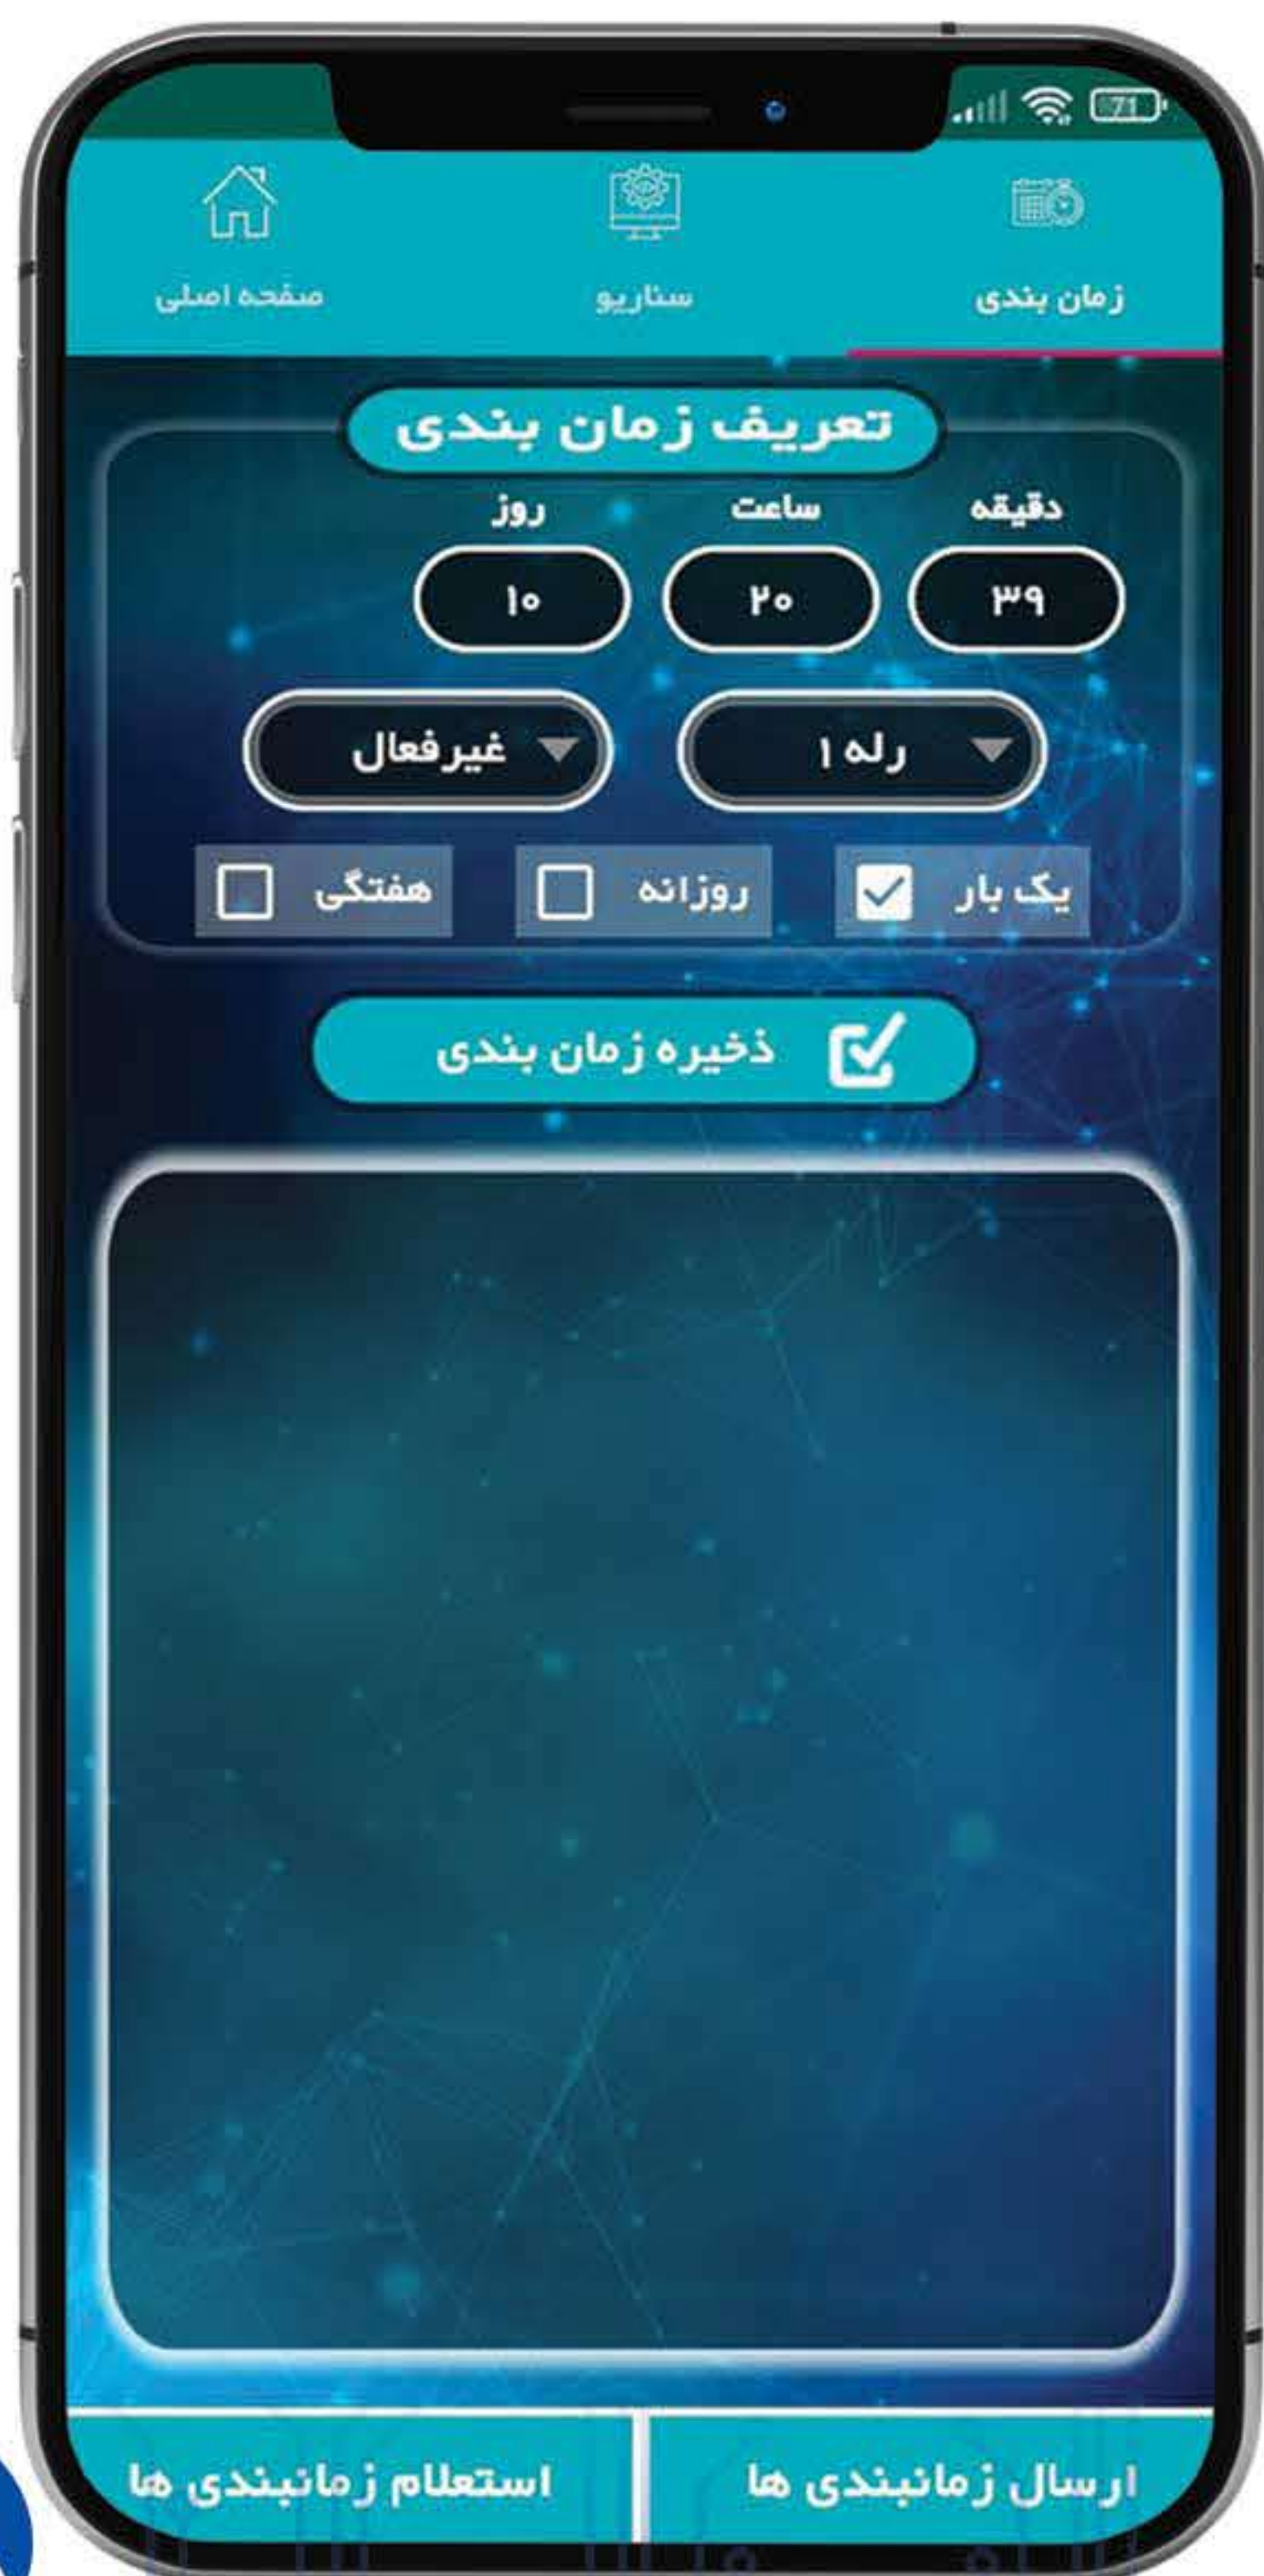 71
زمان بندی
سناریو
صفحه اصلی
تعریف زمان بندی
دقیقه ساعت روز
۳۹ ۲۰ ۱۰
رله ۱ غیرفعال
یک بار روزانه هفتگی
ذخیره زمان بندی
ارسال زمانبندی ها
استعلام زمانبندی ها